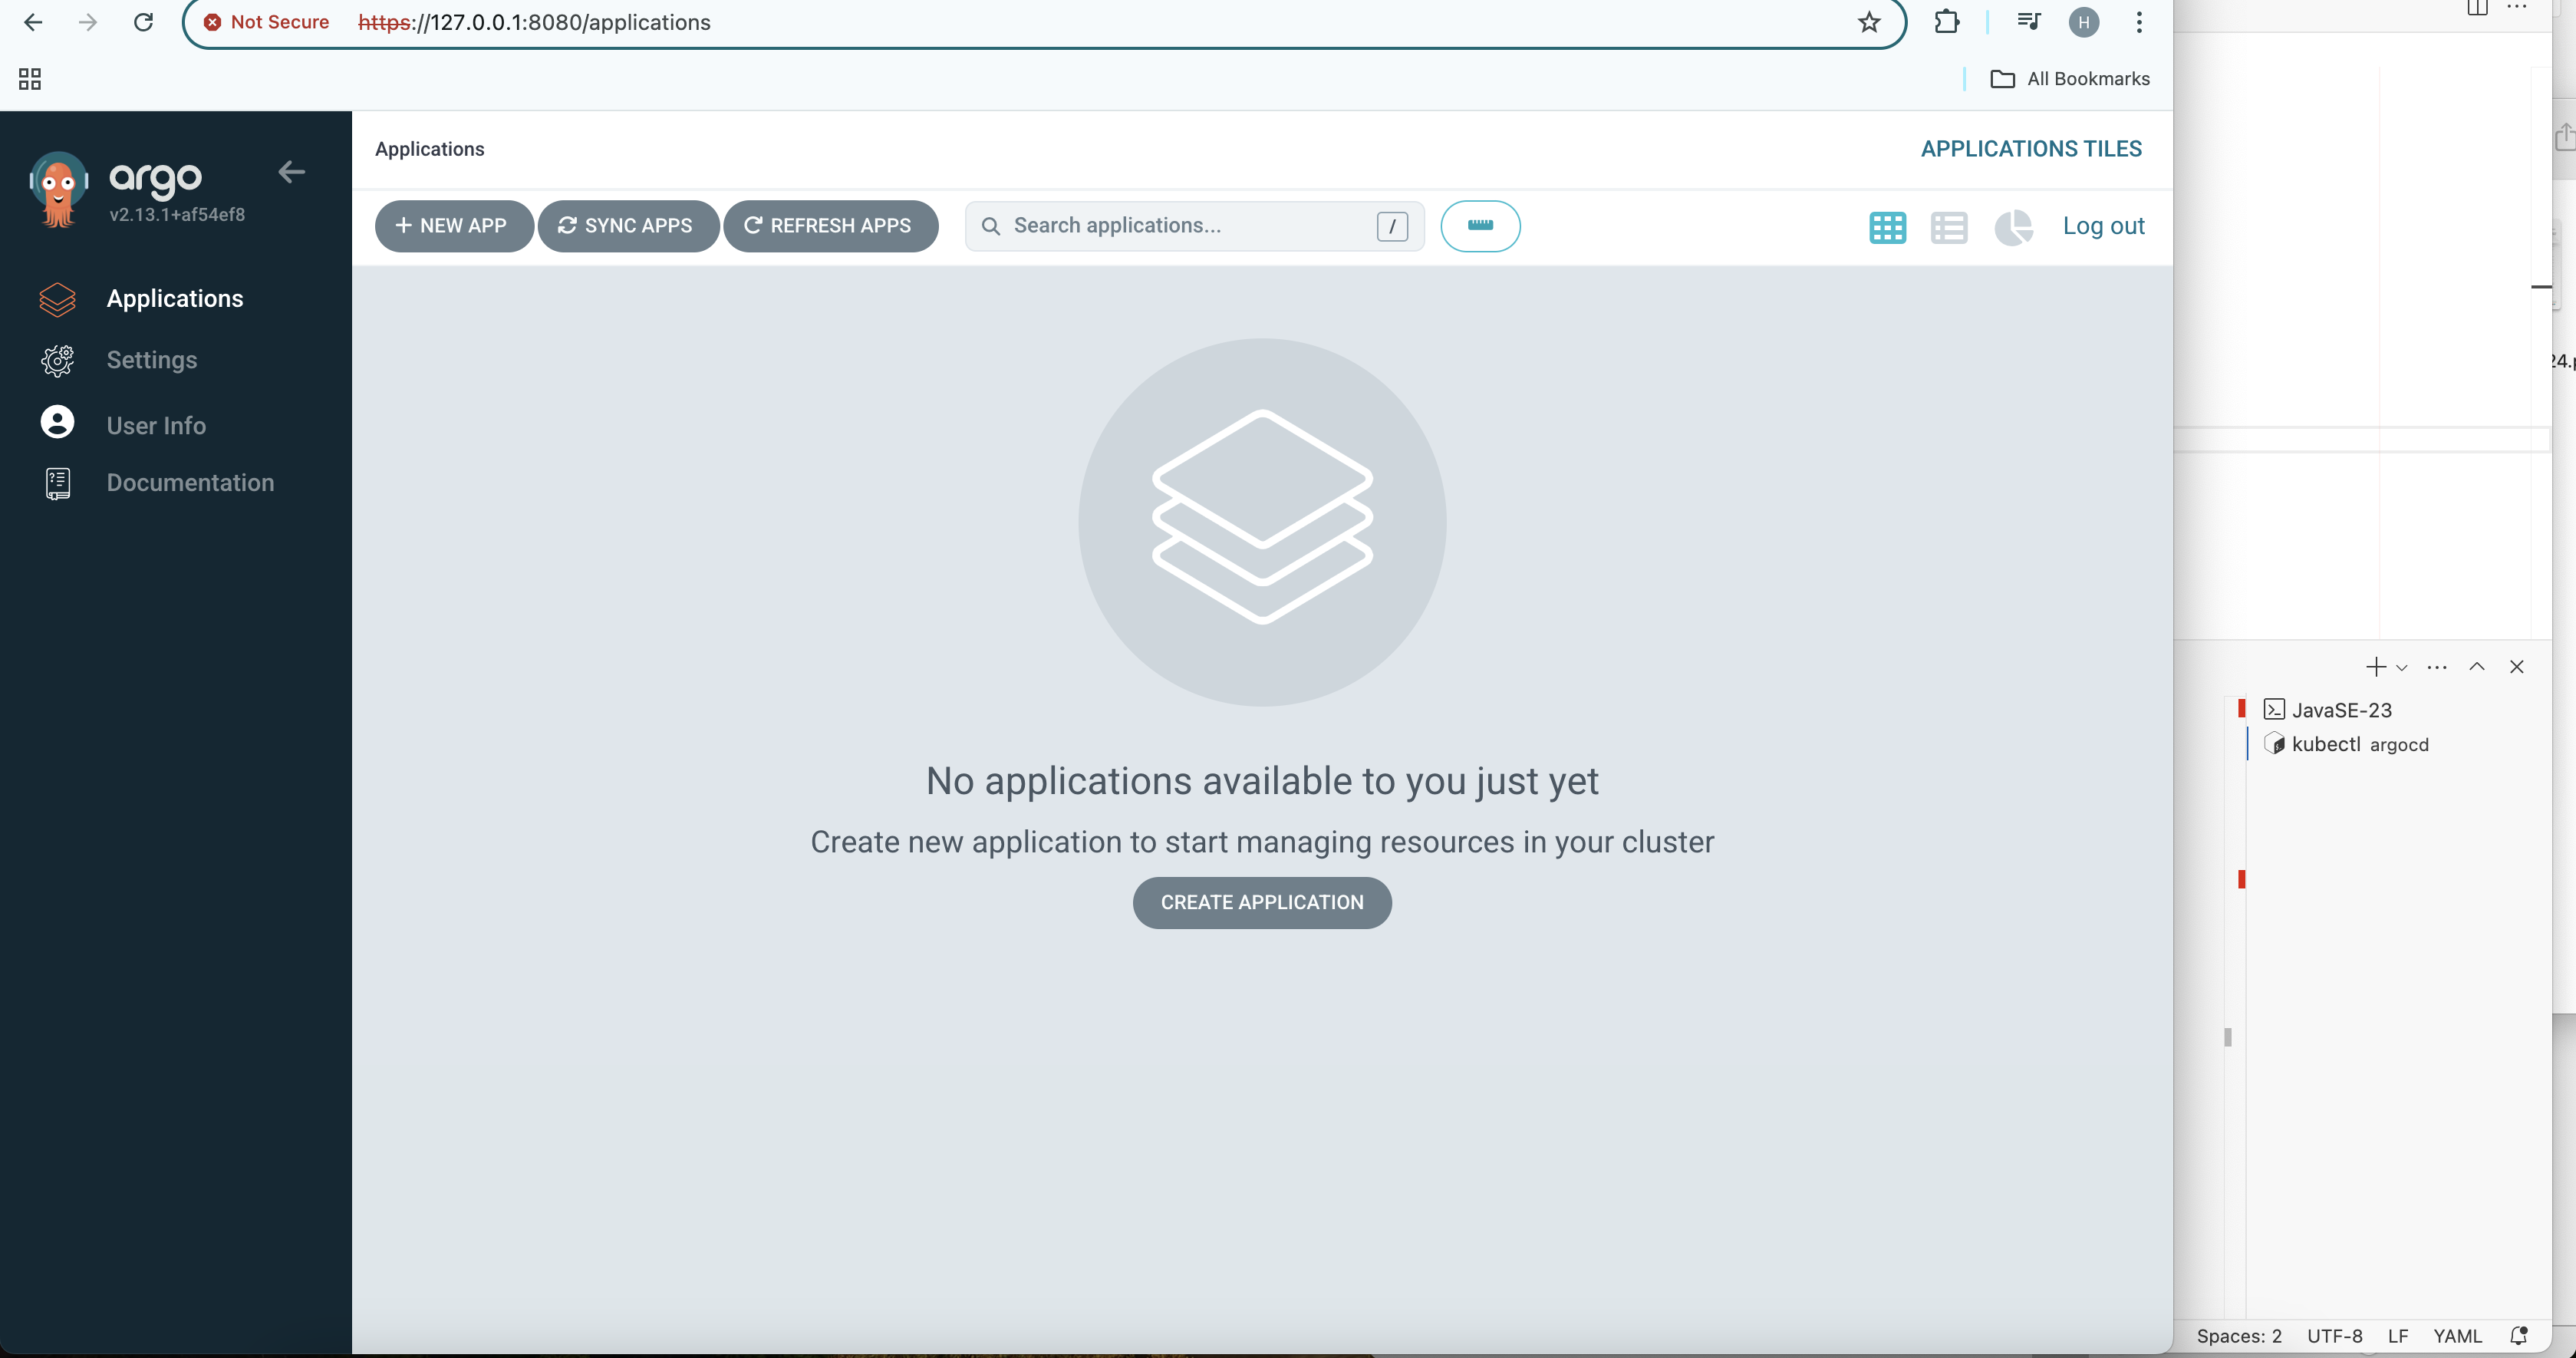 Not Secure https://127.0.0.1:8080/applications
H
All Bookmarks
argo
v2.13.1+af54ef8
Applications
Settings
User Info
Documentation
Applications
APPLICATIONS TILES
NEW APP
SYNC APPS
REFRESH APPS
Search applications...
/
Log out
No applications available to you just yet
Create new application to start managing resources in your cluster
CREATE APPLICATION
JavaSE-23
kubectl argocd
Spaces: 2 UTF-8 LF YAML